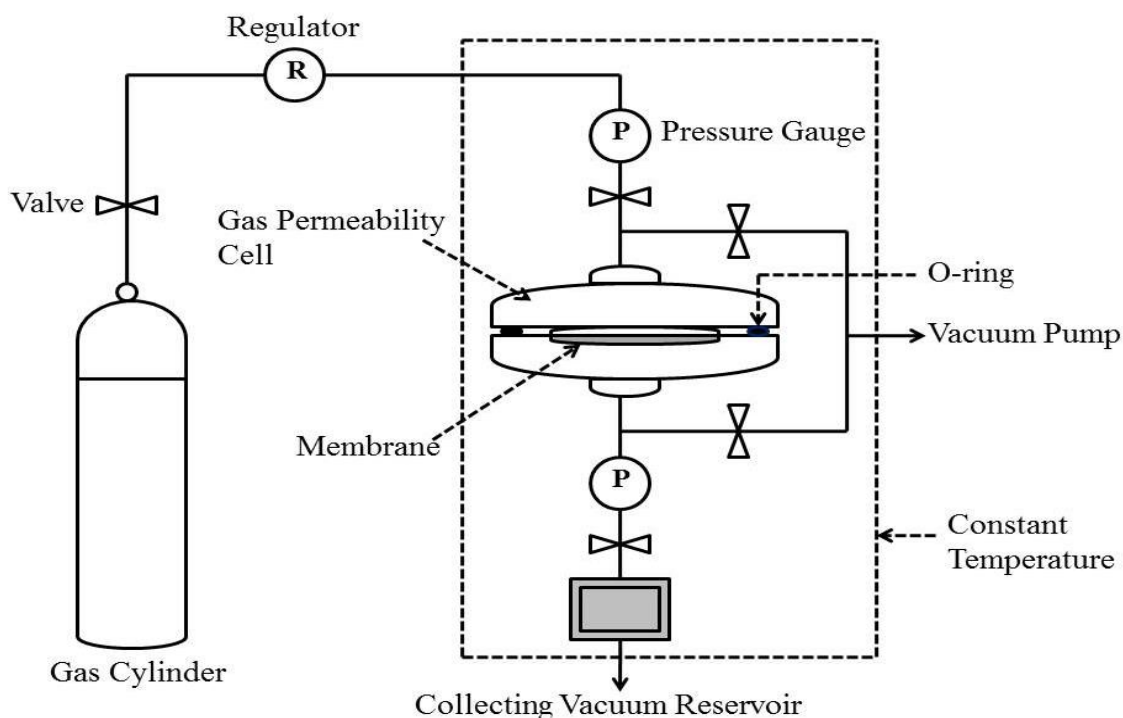 Regulator
R
P
Pressure Gauge
Valve
Gas Permeability
Cell
O-ring
Vacuum Pump
Membrane
P
Constant
Temperature
Gas Cylinder
Collecting Vacuum Reservoir